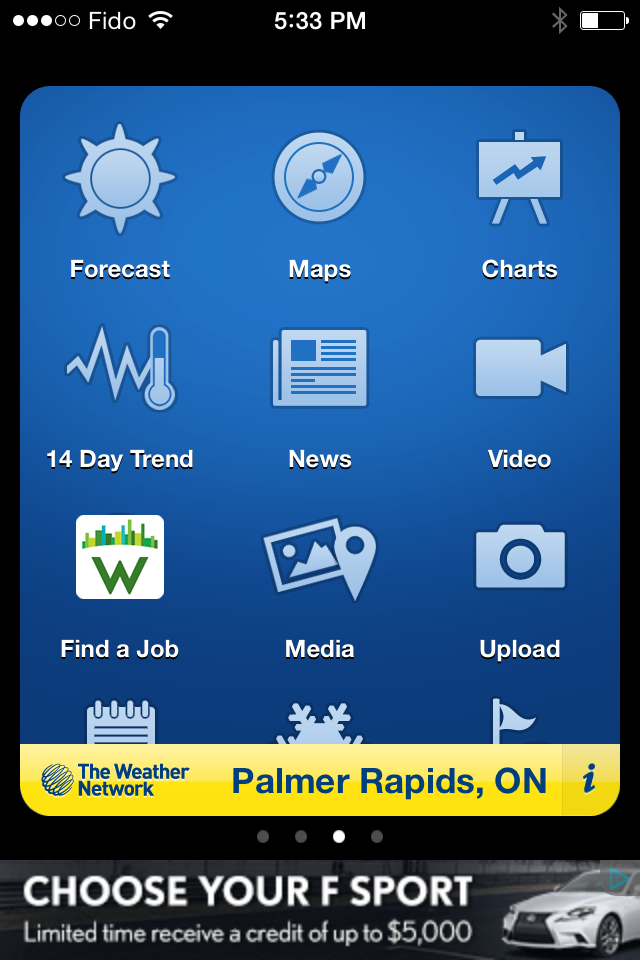 Fido 5:33 PM
Forecast Maps Charts
14 Day Trend News Video
W
Find a Job Media Upload
The Weather
Network
Palmer Rapids, ON i
CHOOSE YOUR F SPORT
Limited time receive a credit of up to $5,000